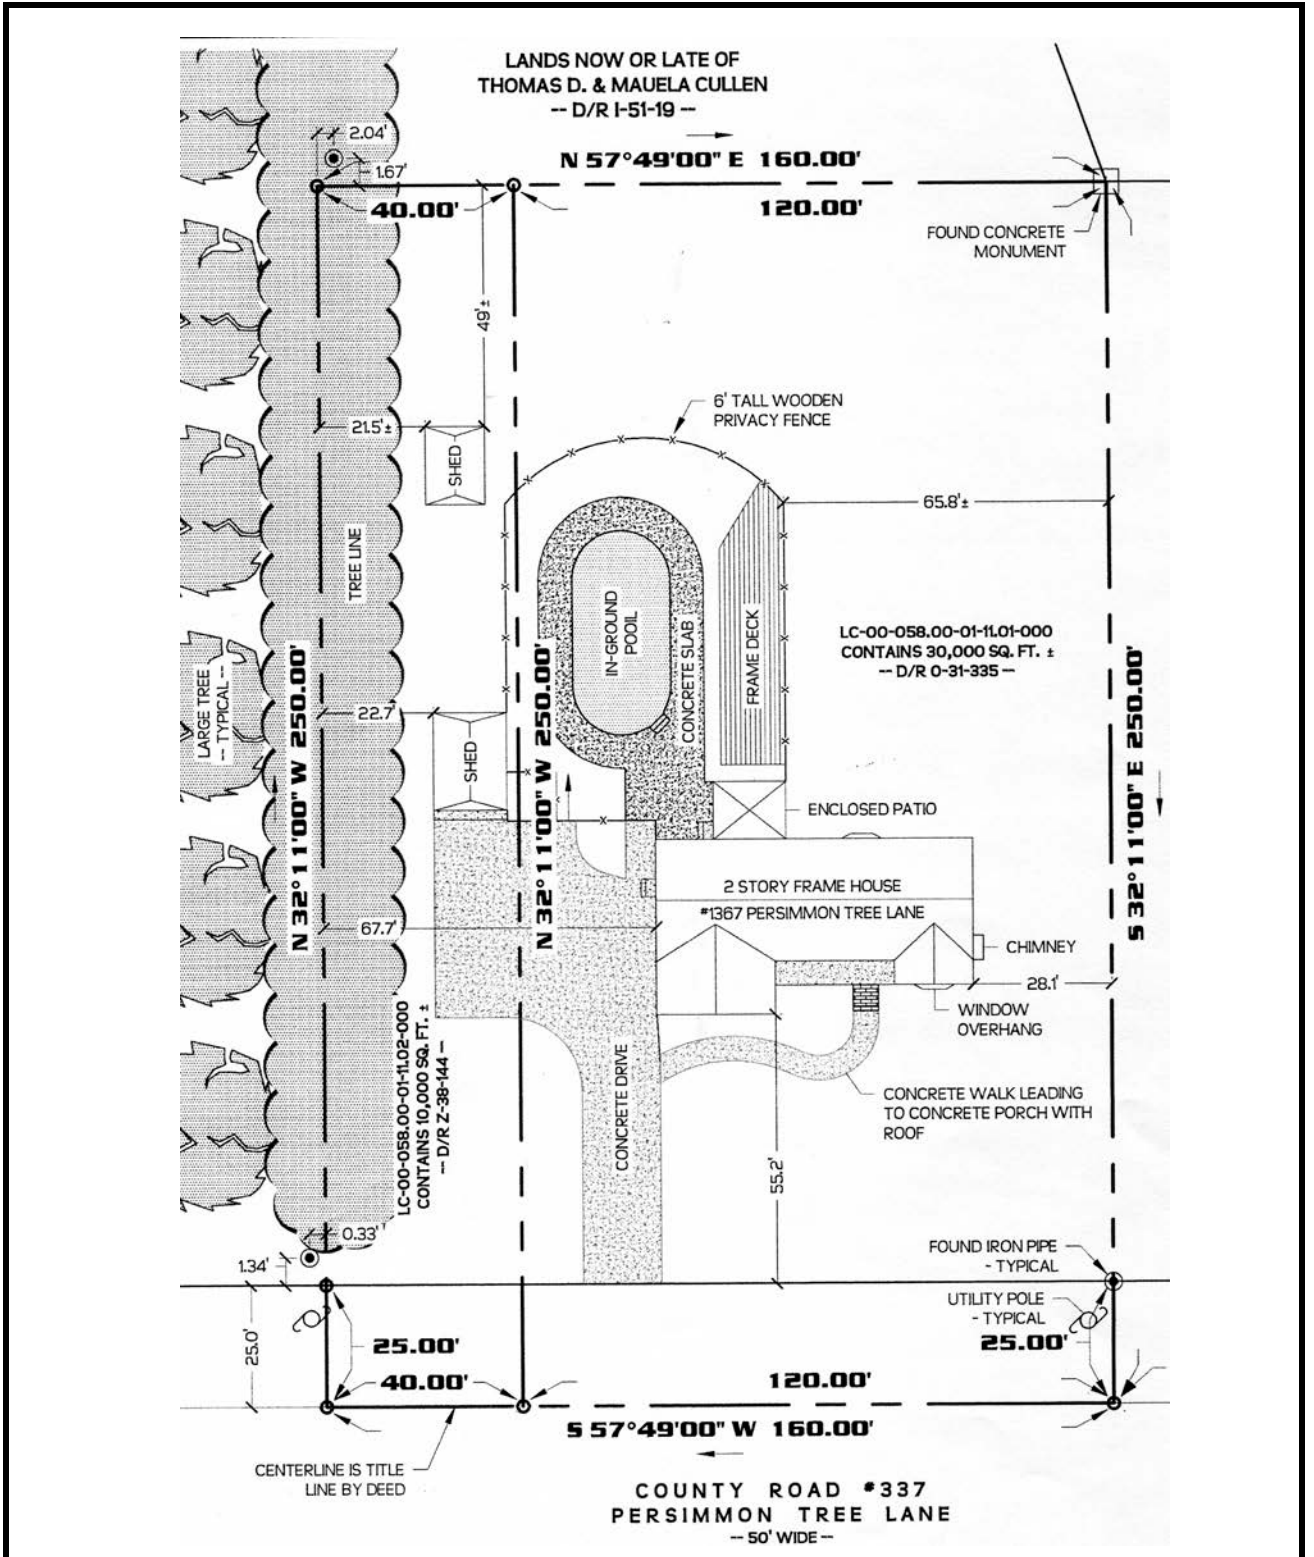 LANDS NOW OR LATE OF
THOMAS D. & MAUELA CULLEN
-- D/R I-51-19 --
2.04'
1.67'
N 57°49'00" E 160.00'
40.00'
120.00'
FOUND CONCRETE
MONUMENT
49'±
6' TALL WOODEN
PRIVACY FENCE
21.5'±
SHED
65.8'±
TREE LINE
IN-GROUND
POOIL
CONCRETE SLAB
FRAME DECK
LC-00-058.00-01-11.01-000
CONTAINS 30,000 SQ. FT. ±
-- D/R O-31-335 --
LARGE TREE
-- TYPICAL --
N 32°11'00" W 250.00'
22.7'
SHED
N 32°11'00" W 250.00'
S 32°11'00" E 250.00'
ENCLOSED PATIO
2 STORY FRAME HOUSE
#1367 PERSIMMON TREE LANE
67.7'
CHIMNEY
28.1'
WINDOW
OVERHANG
LC-00-058.00-01-11.02-000
CONTAINS 10,000 SQ. FT. ±
-- D/R Z-38-144 --
CONCRETE DRIVE
CONCRETE WALK LEADING
TO CONCRETE PORCH WITH
ROOF
55.2'
0.33'
1.34'
FOUND IRON PIPE
- TYPICAL
UTILITY POLE
- TYPICAL
25.0'
25.00'
25.00'
40.00'
120.00'
S 57°49'00" W 160.00'
CENTERLINE IS TITLE
LINE BY DEED
COUNTY ROAD #337
PERSIMMON TREE LANE
-- 50' WIDE --